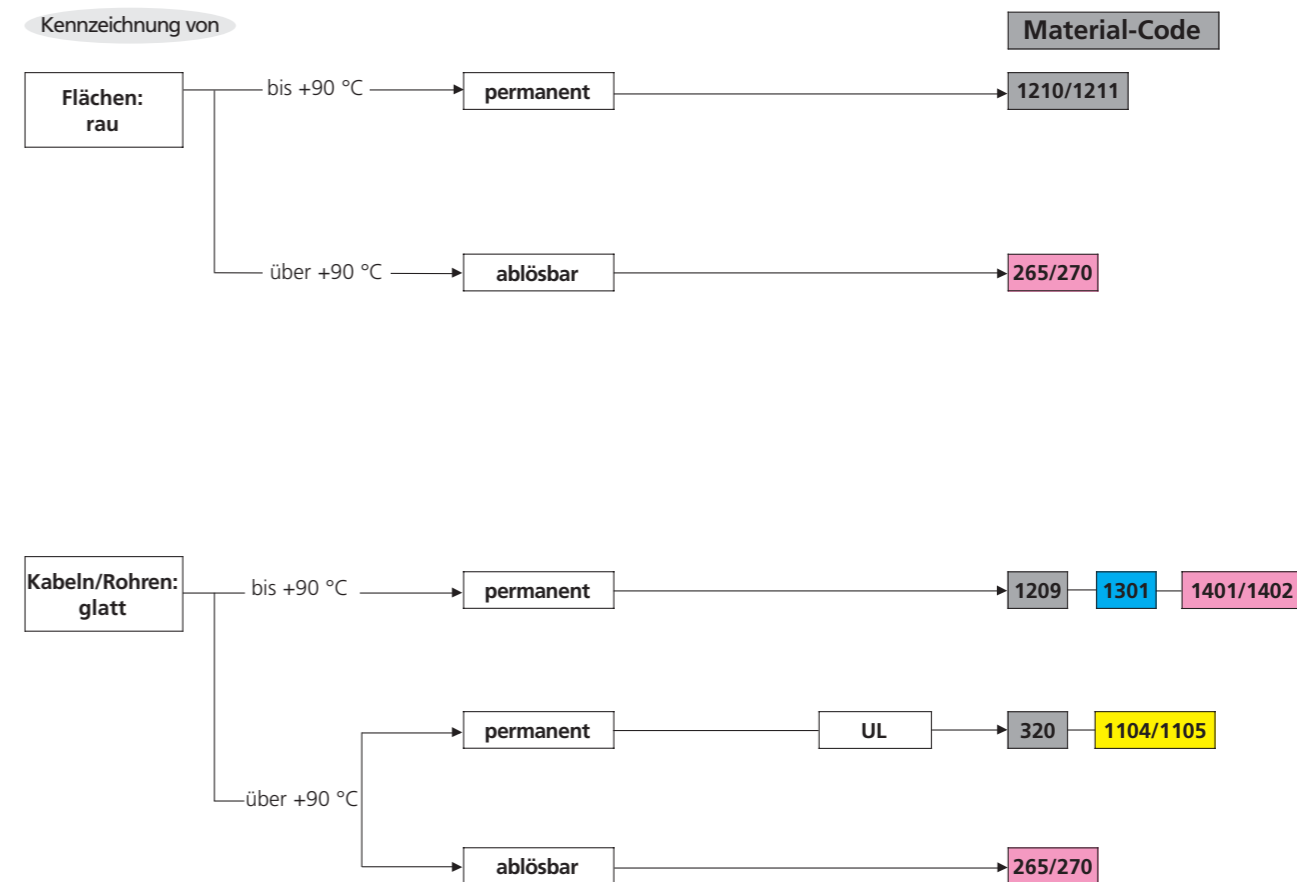 Kennzeichnung von
Material-Code
Flächen:
rau
bis +90 °C
permanent
1210/1211
über +90 °C
ablösbar
265/270
Kabeln/Rohren:
glatt
bis +90 °C
permanent
1209
1301
1401/1402
permanent
UL
320
1104/1105
über +90 °C
ablösbar
265/270